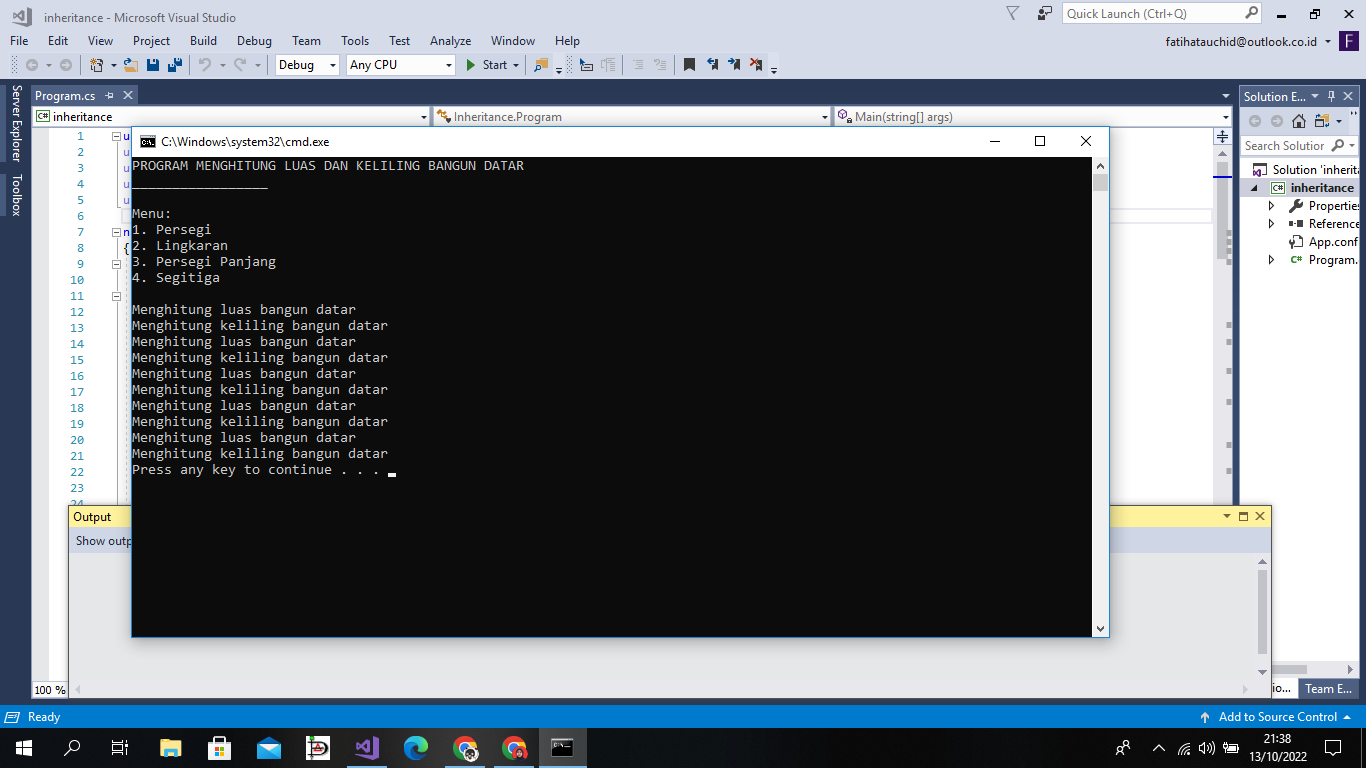 inheritance - Microsoft Visual Studio
Quick Launch (Ctrl+Q)
File Edit View Project Build Debug Team Tools Test Analyze Window Help
fatihatauchid@outlook.co.id F
Debug Any CPU Start
Server Explorer
Toolbox
Program.cs
Solution E...
C# inheritance
Inheritance.Program
Main(string[] args)
Search Solution
Solution 'inherita
C# inheritance
Propertie
Reference
App.conf
C# Program.
1 u
2 u
3 u
4 u
5 u
6
7 n
8 {
9
10
11
12
13
14
15
16
17
18
19
20
21
22
23
24
C:\Windows\system32\cmd.exe
PROGRAM MENGHITUNG LUAS DAN KELILING BANGUN DATAR
_________________
Menu:
1. Persegi
2. Lingkaran
3. Persegi Panjang
4. Segitiga
Menghitung luas bangun datar
Menghitung keliling bangun datar
Menghitung luas bangun datar
Menghitung keliling bangun datar
Menghitung luas bangun datar
Menghitung keliling bangun datar
Menghitung luas bangun datar
Menghitung keliling bangun datar
Menghitung luas bangun datar
Menghitung keliling bangun datar
Press any key to continue . . .
Output
Show outp
100 %
io... Team E...
Ready
Add to Source Control
21:38
13/10/2022